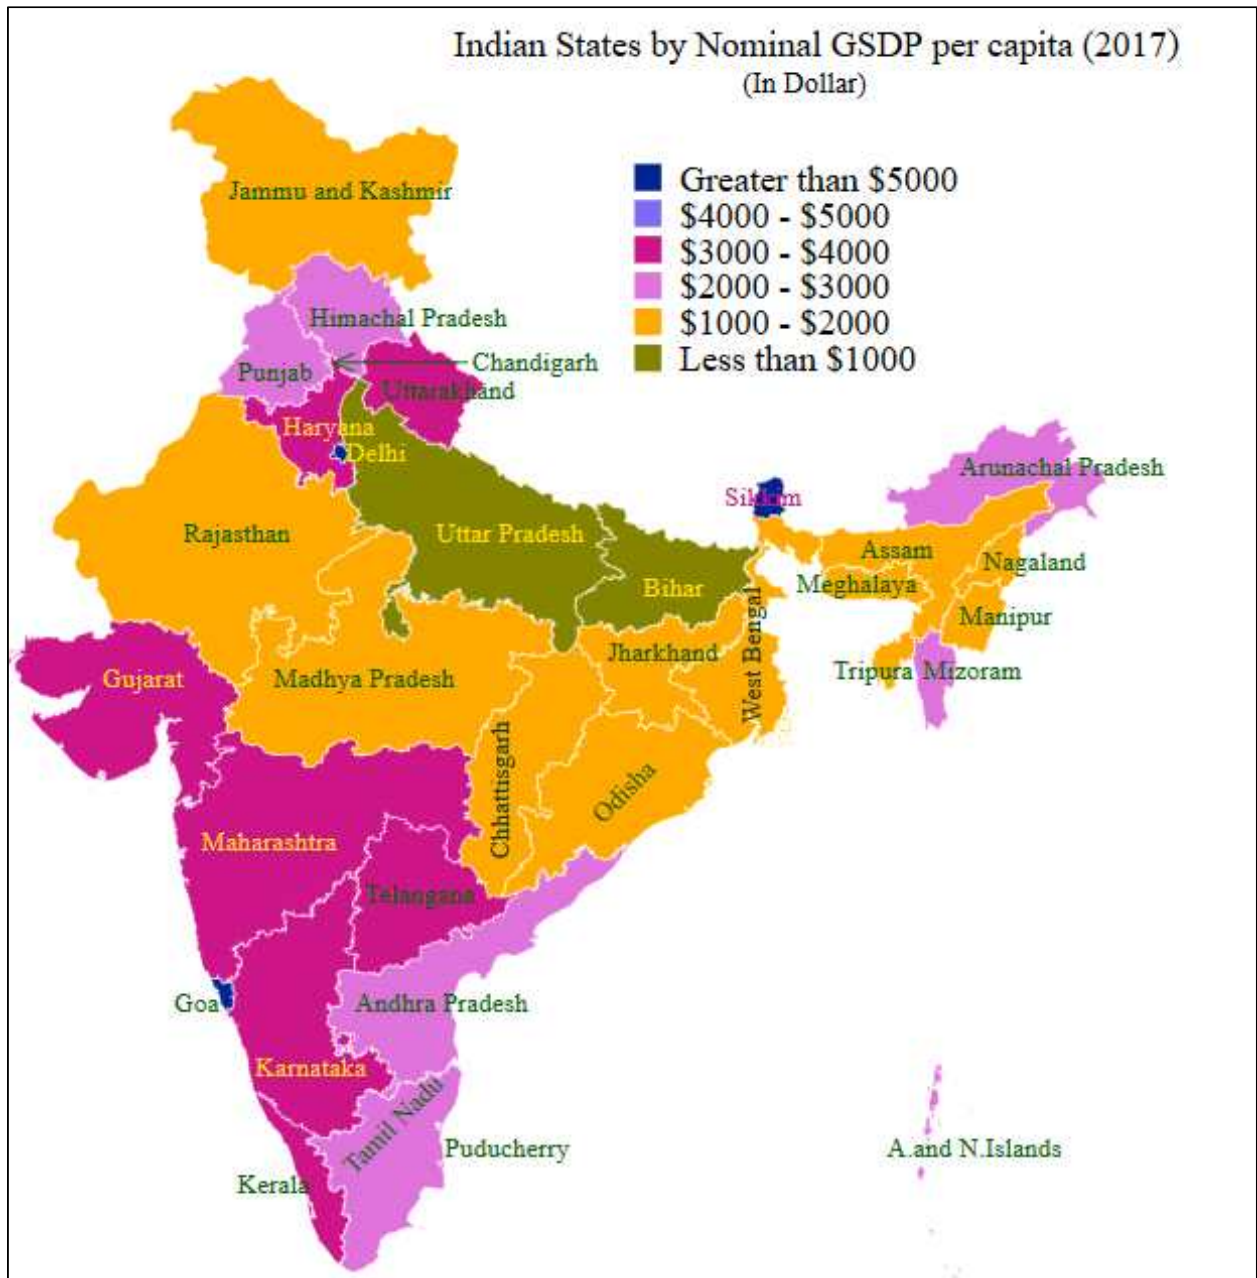 Indian States by Nominal GSDP per capita (2017)
(In Dollar)
Greater than $5000
$4000 - $5000
$3000 - $4000
$2000 - $3000
$1000 - $2000
Less than $1000
Jammu and Kashmir
Himachal Pradesh
Chandigarh
Punjab
Uttarakhand
Haryana
Delhi
Arunachal Pradesh
Sikkim
Rajasthan
Uttar Pradesh
Assam
Nagaland
Meghalaya
Bihar
Manipur
West Bengal
Jharkhand
Tripura
Mizoram
Gujarat
Madhya Pradesh
Chhattisgarh
Odisha
Maharashtra
Telangana
Goa
Andhra Pradesh
Karnataka
Tamil Nadu
Puducherry
A.and N.Islands
Kerala